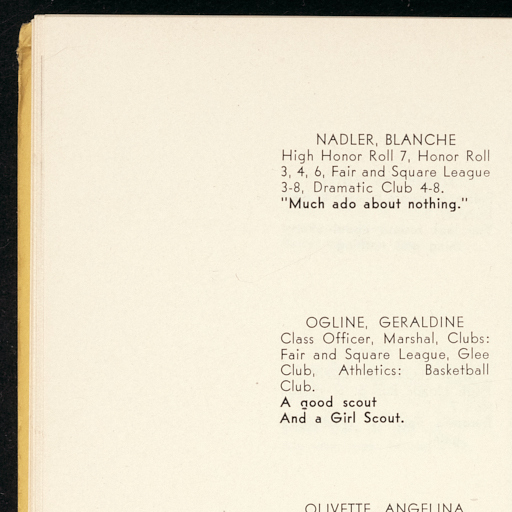 NADLER, BLANCHE
High Honor Roll 7, Honor Roll
3, 4, 6, Fair and Square League
3-8, Dramatic Club 4-8.
"Much ado about nothing."
OGLINE, GERALDINE
Class Officer, Marshal, Clubs:
Fair and Square League, Glee
Club, Athletics: Basketball
Club.
A good scout
And a Girl Scout.
OLIVETTE, ANGELINA